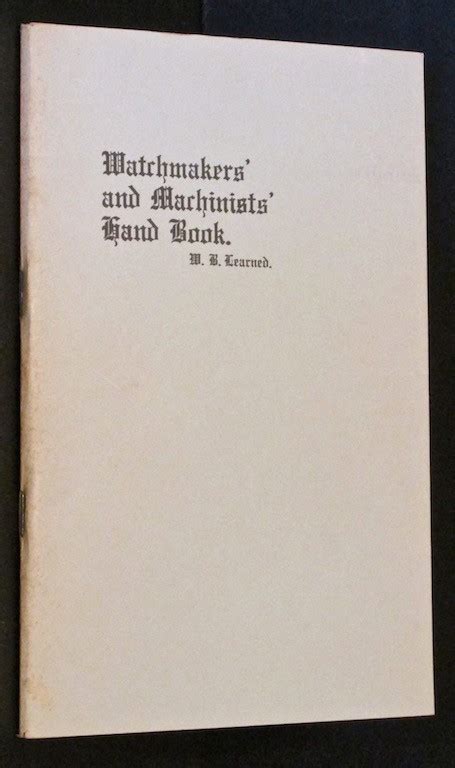 Watchmakers'
and Machinists'
Hand Book.
W. B. Learned.